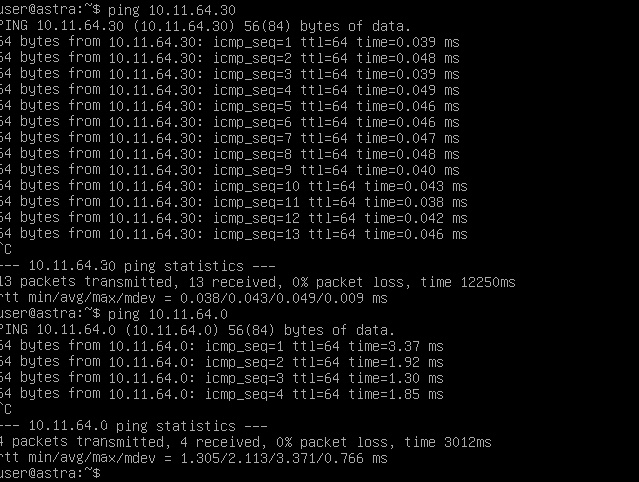 user@astra:~$ ping 10.11.64.30
PING 10.11.64.30 (10.11.64.30) 56(84) bytes of data.
64 bytes from 10.11.64.30: icmp_seq=1 ttl=64 time=0.039 ms
64 bytes from 10.11.64.30: icmp_seq=2 ttl=64 time=0.048 ms
64 bytes from 10.11.64.30: icmp_seq=3 ttl=64 time=0.039 ms
64 bytes from 10.11.64.30: icmp_seq=4 ttl=64 time=0.049 ms
64 bytes from 10.11.64.30: icmp_seq=5 ttl=64 time=0.046 ms
64 bytes from 10.11.64.30: icmp_seq=6 ttl=64 time=0.046 ms
64 bytes from 10.11.64.30: icmp_seq=7 ttl=64 time=0.047 ms
64 bytes from 10.11.64.30: icmp_seq=8 ttl=64 time=0.048 ms
64 bytes from 10.11.64.30: icmp_seq=9 ttl=64 time=0.040 ms
64 bytes from 10.11.64.30: icmp_seq=10 ttl=64 time=0.043 ms
64 bytes from 10.11.64.30: icmp_seq=11 ttl=64 time=0.038 ms
64 bytes from 10.11.64.30: icmp_seq=12 ttl=64 time=0.042 ms
64 bytes from 10.11.64.30: icmp_seq=13 ttl=64 time=0.046 ms
^C
--- 10.11.64.30 ping statistics ---
13 packets transmitted, 13 received, 0% packet loss, time 12250ms
rtt min/avg/max/mdev = 0.038/0.043/0.049/0.009 ms
user@astra:~$ ping 10.11.64.0
PING 10.11.64.0 (10.11.64.0) 56(84) bytes of data.
64 bytes from 10.11.64.0: icmp_seq=1 ttl=64 time=3.37 ms
64 bytes from 10.11.64.0: icmp_seq=2 ttl=64 time=1.92 ms
64 bytes from 10.11.64.0: icmp_seq=3 ttl=64 time=1.30 ms
64 bytes from 10.11.64.0: icmp_seq=4 ttl=64 time=1.85 ms
^C
--- 10.11.64.0 ping statistics ---
4 packets transmitted, 4 received, 0% packet loss, time 3012ms
rtt min/avg/max/mdev = 1.305/2.113/3.371/0.766 ms
user@astra:~$